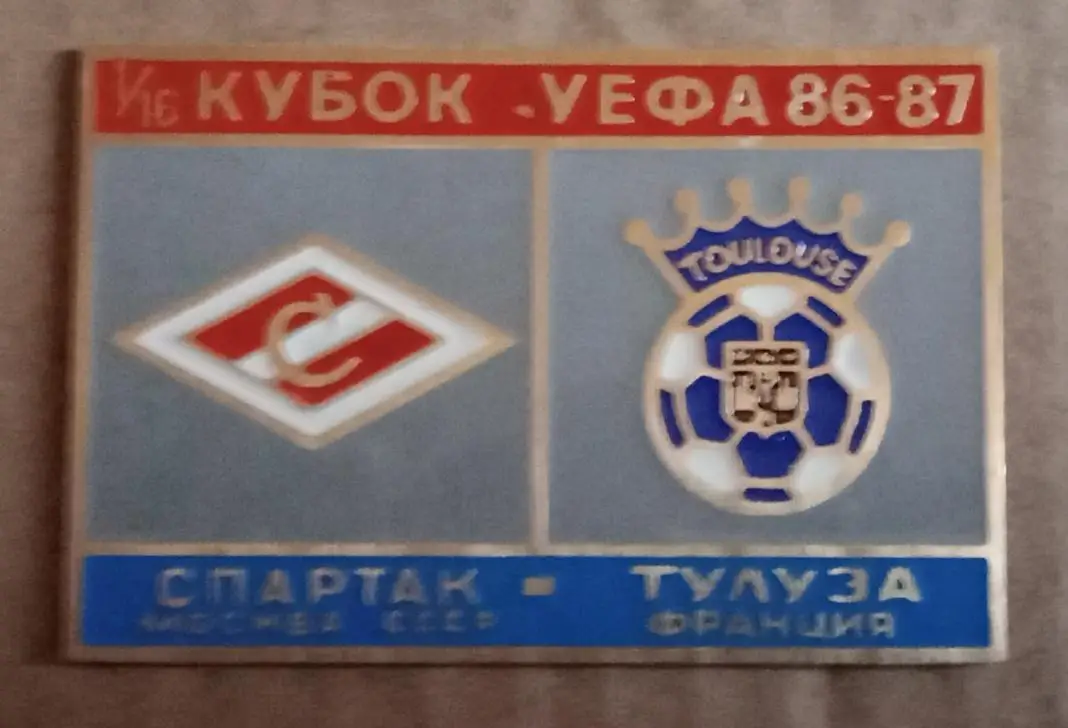 1/16 КУБОК УЕФА 86-87
С
TOULOUSE
СПАРТАК - ТУЛУЗА
МОСКВА СССР ФРАНЦИЯ